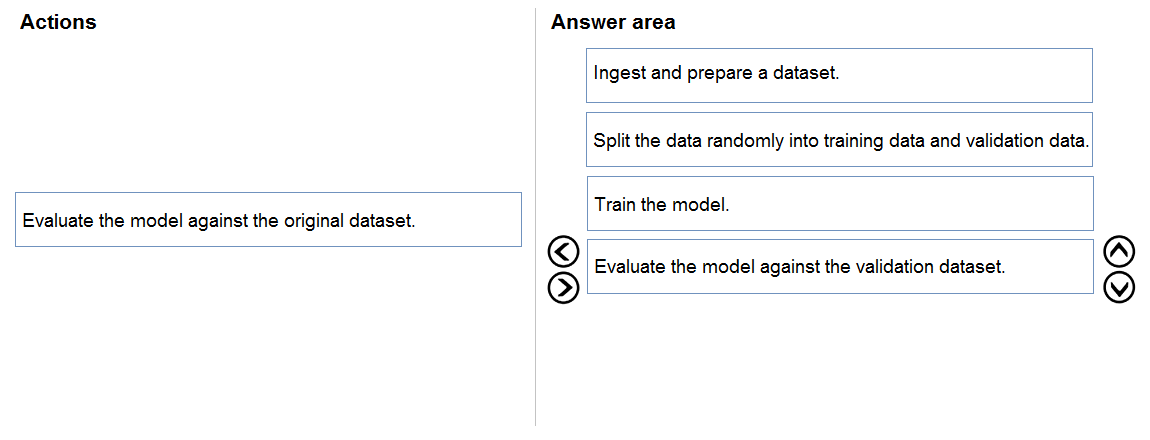 Actions
Evaluate the model against the original dataset.
Answer area
Ingest and prepare a dataset.
Split the data randomly into training data and validation data.
Train the model.
Evaluate the model against the validation dataset.